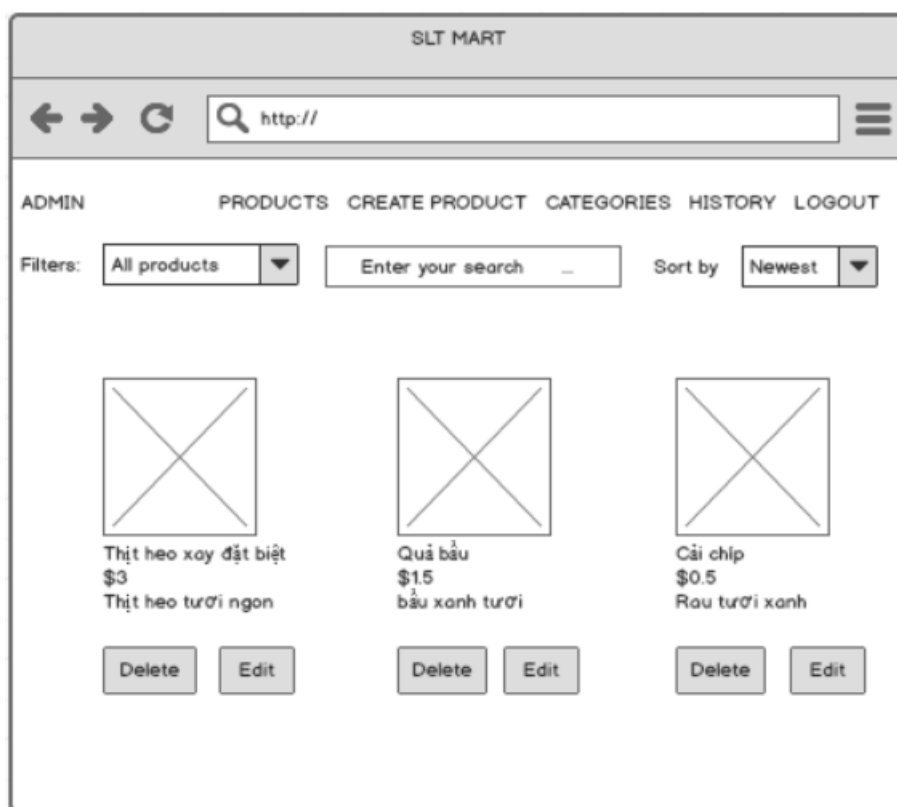 SLT MART
http://
ADMIN PRODUCTS CREATE PRODUCT CATEGORIES HISTORY LOGOUT
Filters: All products Enter your search ... Sort by Newest
Thịt heo xay đặt biệt
$3
Thịt heo tươi ngon
Quả bầu
$1.5
bầu xanh tươi
Cải chíp
$0.5
Rau tươi xanh
Delete Edit Delete Edit Delete Edit